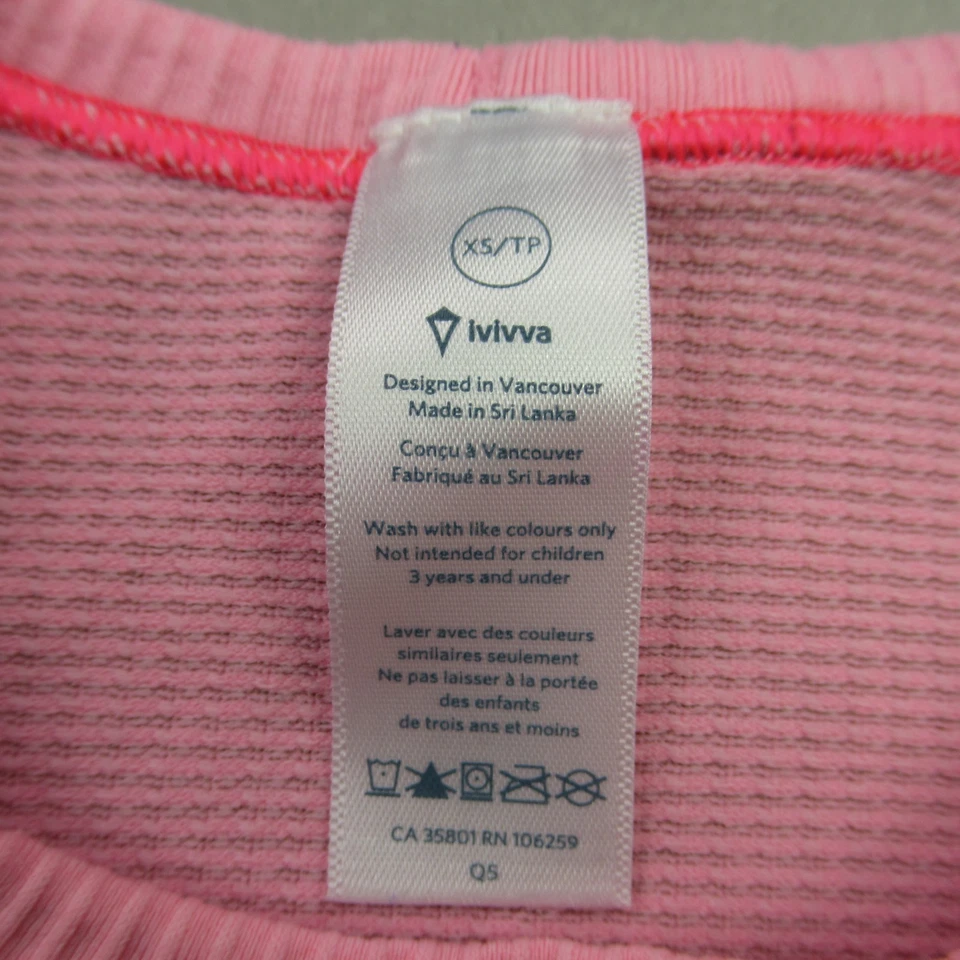 XS/TP
ivivva
Designed in Vancouver
Made in Sri Lanka
Conçu à Vancouver
Fabriqué au Sri Lanka
Wash with like colours only
Not intended for children
3 years and under
Laver avec des couleurs
similaires seulement
Ne pas laisser à la portée
des enfants
de trois ans et moins
CA 35801 RN 106259
Q5